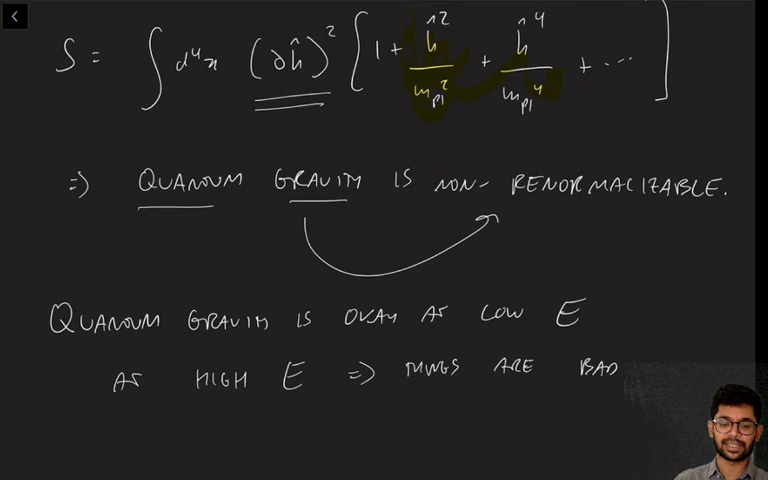 S = ∫ d⁴x (∂ĥ)² [ 1 + ĥ²/m_pl² + ĥ⁴/m_pl⁴ + ... ]
⇒ QUANTUM GRAVITY IS NON-RENORMALIZABLE.
QUANTUM GRAVITY IS OKAY AT LOW E
AT HIGH E ⇒ THINGS ARE BAD